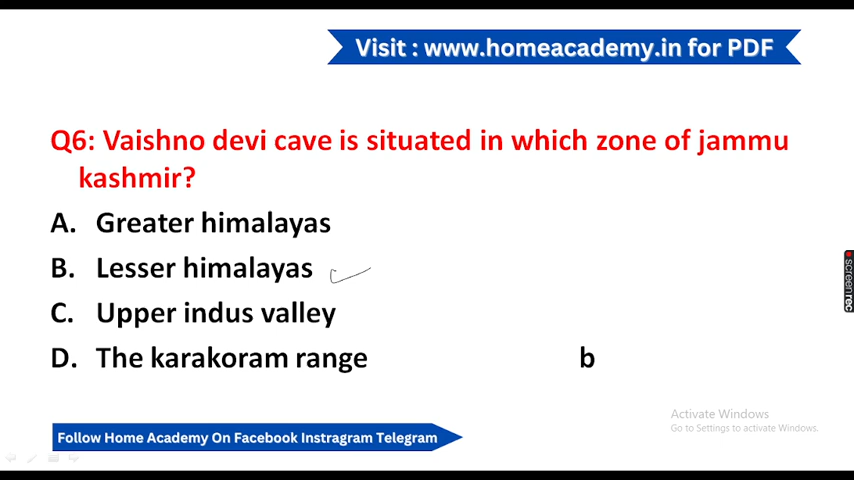 Visit : www.homeacademy.in for PDF
Q6: Vaishno devi cave is situated in which zone of jammu
kashmir?
A. Greater himalayas
B. Lesser himalayas
C. Upper indus valley
D. The karakoram range
b
screenrec
Activate Windows
Go to Settings to activate Windows.
Follow Home Academy On Facebook Instragram Telegram